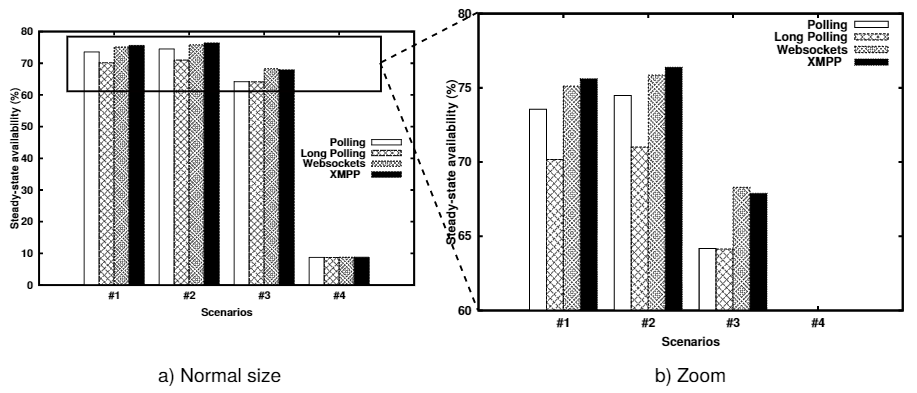 80
70
60
50
40
30
20
10
0
Steady-state availability (%)
Polling
Long Polling
Websockets
XMPP
#1 #2 #3 #4
Scenarios
a) Normal size
80
75
70
65
60
Steady-state availability (%)
Polling
Long Polling
Websockets
XMPP
#1 #2 #3 #4
Scenarios
b) Zoom